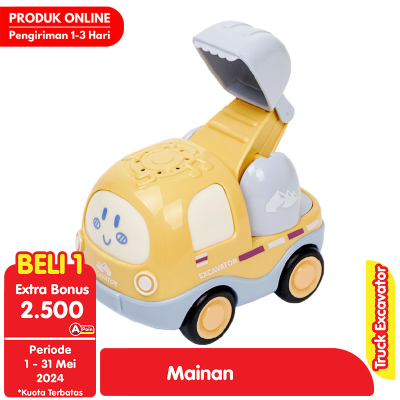 PRODUK ONLINE
Pengiriman 1-3 Hari
EXCAVATOR
BELI 1
Extra Bonus
2.500
A-Poin
Periode
1 - 31 Mei
2024
*Kuota Terbatas
Mainan
Truck Excavator